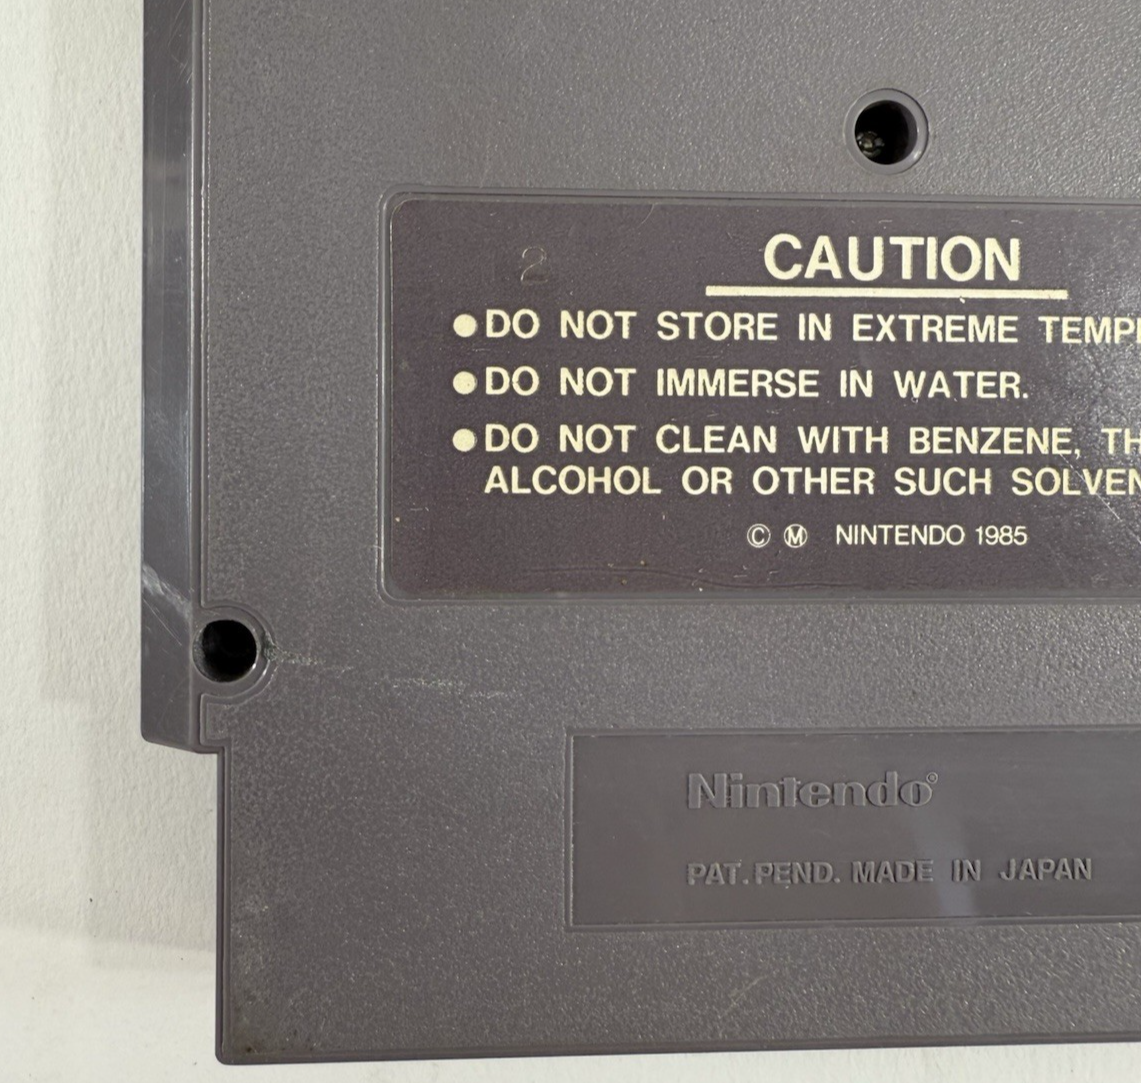 2
CAUTION
●DO NOT STORE IN EXTREME
●DO NOT IMMERSE IN WATER.
●DO NOT CLEAN WITH BENZENE,
ALCOHOL OR OTHER SUCH
© Ⓜ NINTENDO 1985
Nintendo®
PAT. PEND. MADE IN JAPAN